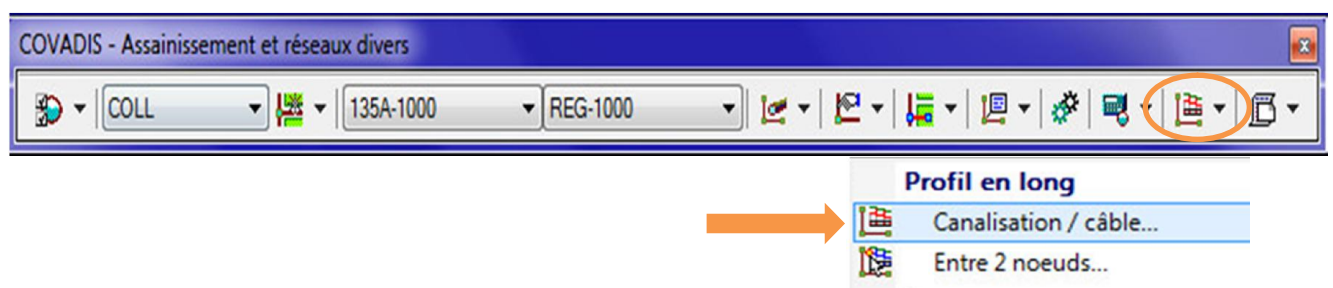 COVADIS - Assainissement et réseaux divers
COLL 135A-1000 REG-1000
Profil en long
Canalisation / câble...
Entre 2 noeuds...